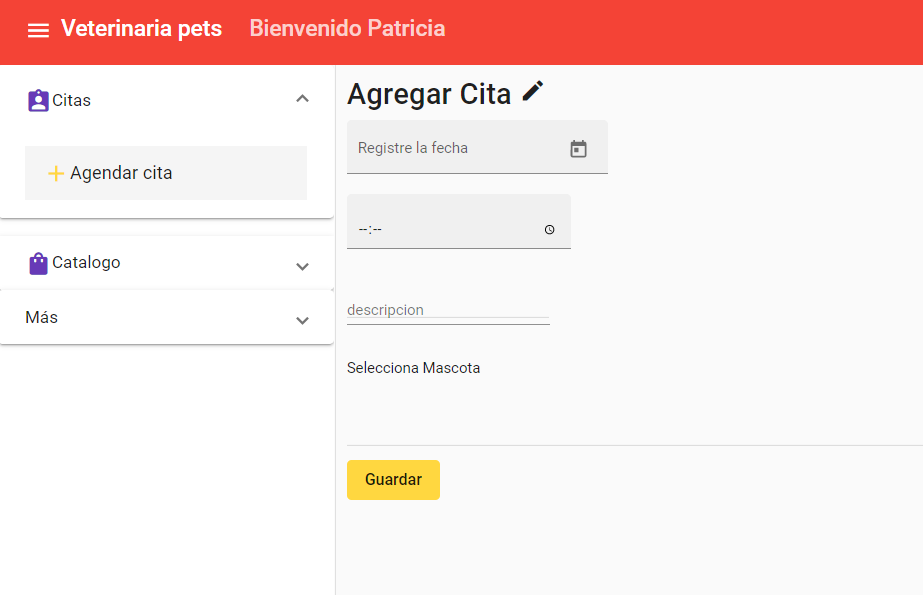 Veterinaria pets Bienvenido Patricia
Citas
Agendar cita
Catalogo
Más
Agregar Cita
Registre la fecha
--:--
descripcion
Selecciona Mascota
Guardar